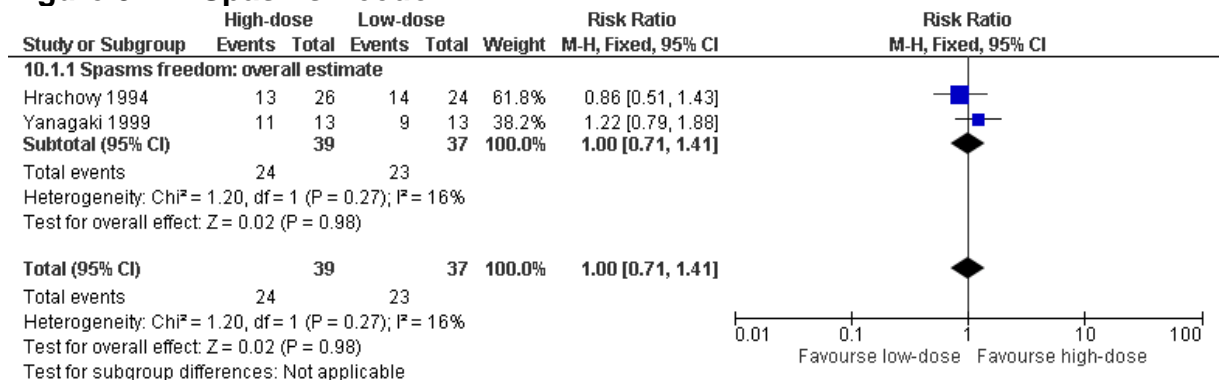 High-dose Low-dose Risk Ratio Risk Ratio
Study or Subgroup Events Total Events Total Weight M-H, Fixed, 95% CI M-H, Fixed, 95% CI
10.1.1 Spasms freedom: overall estimate
Hrachovy 1994 13 26 14 24 61.8% 0.86 [0.51, 1.43]
Yanagaki 1999 11 13 9 13 38.2% 1.22 [0.79, 1.88]
Subtotal (95% CI) 39 37 100.0% 1.00 [0.71, 1.41]
Total events 24 23
Heterogeneity: Chi² = 1.20, df = 1 (P = 0.27); I² = 16%
Test for overall effect: Z = 0.02 (P = 0.98)
Total (95% CI) 39 37 100.0% 1.00 [0.71, 1.41]
Total events 24 23
Heterogeneity: Chi² = 1.20, df = 1 (P = 0.27); I² = 16%
Test for overall effect: Z = 0.02 (P = 0.98)
Test for subgroup differences: Not applicable
0.01 0.1 1 10 100
Favourse low-dose Favourse high-dose